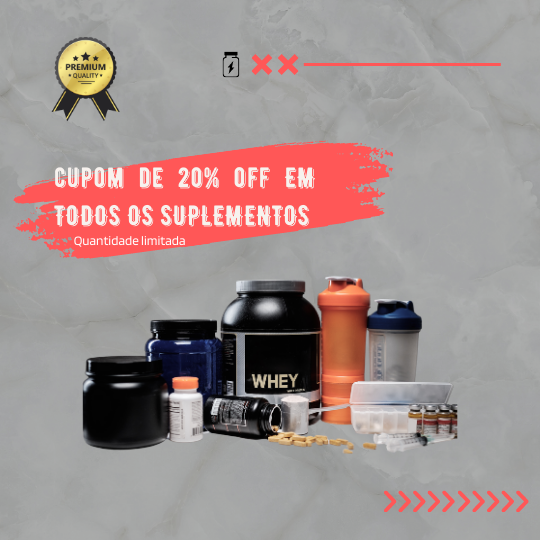 PREMIUM
QUALITY
CUPOM DE 20% OFF EM
TODOS OS SUPLEMENTOS
Quantidade limitada
WHEY